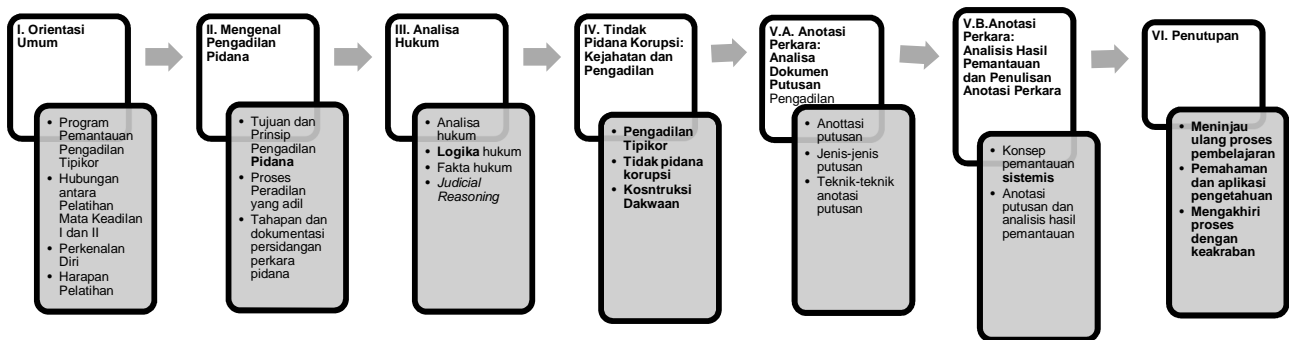 I. Orientasi
Umum
• Program
Pemantauan
Pengadilan
Tipikor
• Hubungan
antara
Pelatihan
Mata Keadilan
I dan II
• Perkenalan
Diri
• Harapan
Pelatihan
II. Mengenal
Pengadilan
Pidana
• Tujuan dan
Prinsip
Pengadilan
Pidana
• Proses
Peradilan
yang adil
• Tahapan dan
dokumentasi
persidangan
perkara
pidana
III. Analisa
Hukum
• Analisa
hukum
• Logika hukum
• Fakta hukum
• Judicial
Reasoning
IV. Tindak
Pidana Korupsi:
Kejahatan dan
Pengadilan
• Pengadilan
Tipikor
• Tidak pidana
korupsi
• Kosntruksi
Dakwaan
V.A. Anotasi
Perkara:
Analisa
Dokumen
Putusan
Pengadilan
• Anottasi
putusan
• Jenis-jenis
putusan
• Teknik-teknik
anotasi
putusan
V.B.Anotasi
Perkara:
Analisis Hasil
Pemantauan
dan Penulisan
Anotasi Perkara
• Konsep
pemantauan
sistemis
• Anotasi
putusan dan
analisis hasil
pemantauan
VI. Penutupan
• Meninjau
ulang proses
pembelajaran
• Pemahaman
dan aplikasi
pengetahuan
• Mengakhiri
proses
dengan
keakraban